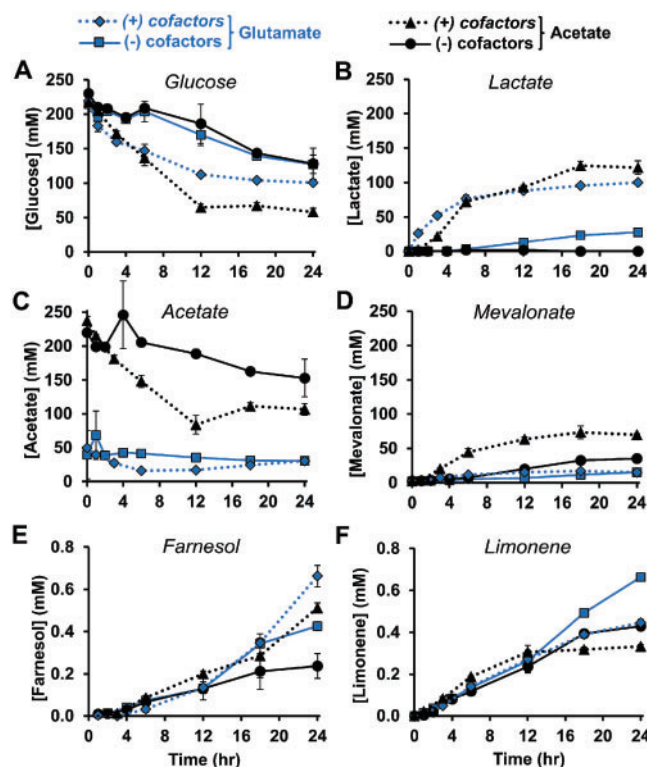 (+) cofactors (+) cofactors
(-) cofactors } Glutamate (-) cofactors } Acetate
A Glucose
[Glucose] (mM)
250
200
150
100
50
0
0 4 8 12 16 20 24
B Lactate
[Lactate] (mM)
250
200
150
100
50
0
0 4 8 12 16 20 24
C Acetate
[Acetate] (mM)
250
200
150
100
50
0
0 4 8 12 16 20 24
D Mevalonate
[Mevalonate] (mM)
250
200
150
100
50
0
0 4 8 12 16 20 24
E Farnesol
[Farnesol] (mM)
0.8
0.6
0.4
0.2
0.0
0 4 8 12 16 20 24
Time (hr)
F Limonene
[Limonene] (mM)
0.8
0.6
0.4
0.2
0.0
0 4 8 12 16 20 24
Time (hr)